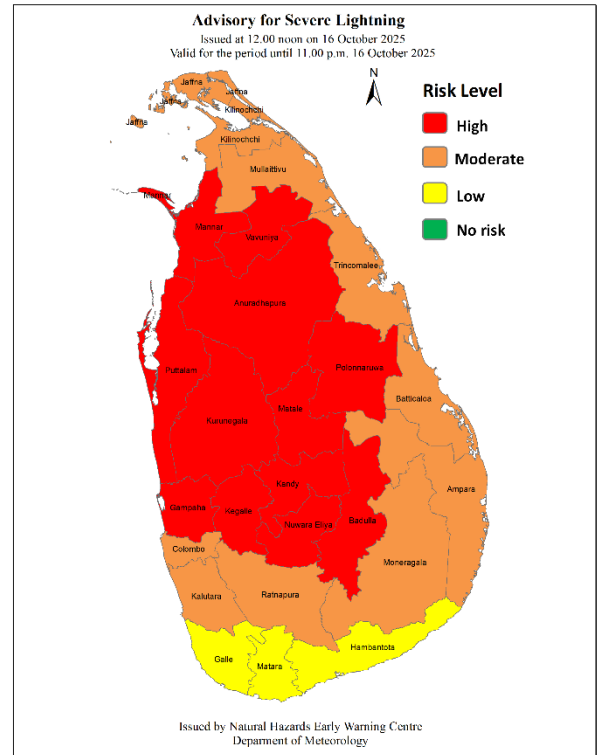 Advisory for Severe Lightning
Issued at 12.00 noon on 16 October 2025
Valid for the period until 11.00 p.m. 16 October 2025
N
Risk Level
High
Moderate
Low
No risk
Jaffna
Jaffna
Jaffna
Kilinochchi
Jaffna
Kilinochchi
Mullaittivu
Mannar
Mannar
Vavuniya
Trincomalee
Anuradhapura
Puttalam
Polonnaruwa
Batticaloa
Matale
Kurunegala
Kandy
Ampara
Gampaha
Kegalle
Nuwara Eliya
Badulla
Colombo
Moneragala
Kalutara
Ratnapura
Hambantota
Galle
Matara
Issued by Natural Hazards Early Warning Centre
Deparment of Meteorology